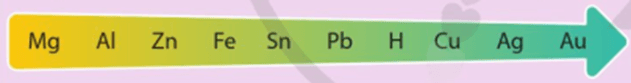 Mg Al Zn Fe Sn Pb H Cu Ag Au